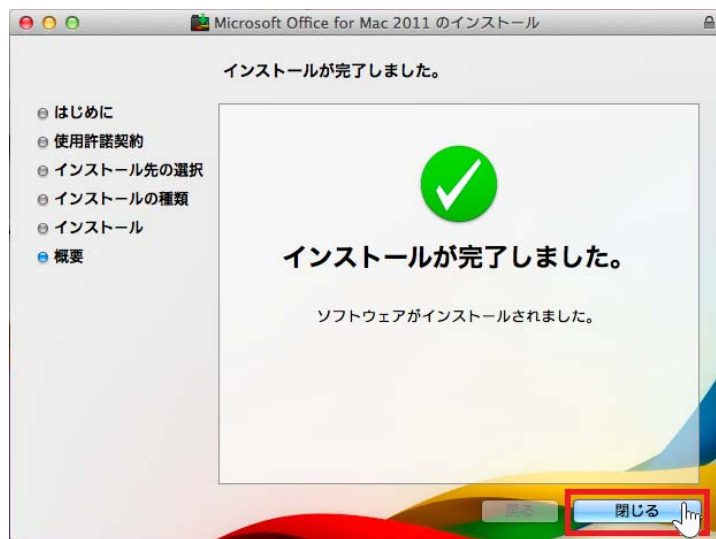 Microsoft Office for Mac 2011 のインストール
インストールが完了しました。
はじめに
使用許諾契約
インストール先の選択
インストールの種類
インストール
概要
インストールが完了しました。
ソフトウェアがインストールされました。
戻る
閉じる